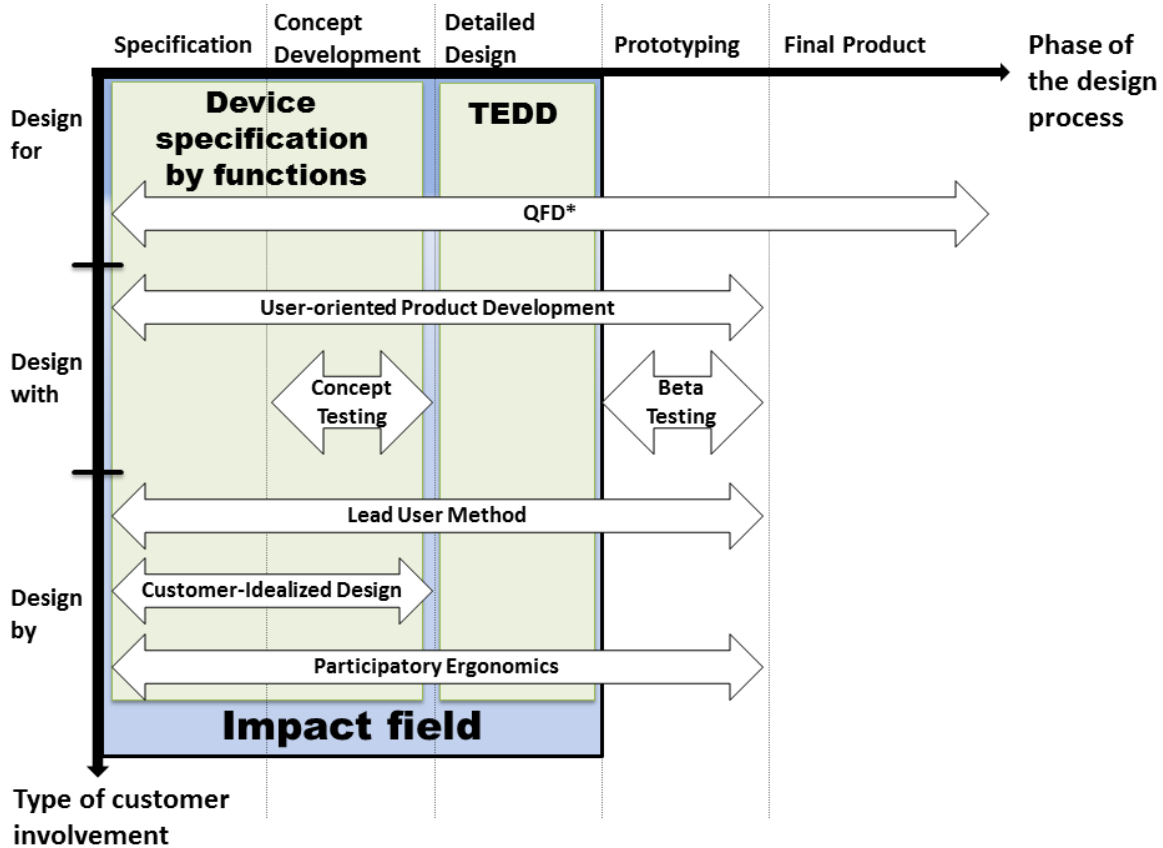 Specification
Concept
Development
Detailed
Design
Prototyping
Final Product
Phase of
the design
process
Design
for
Device
specification
by functions
TEDD
QFD*
User-oriented Product Development
Design
with
Concept
Testing
Beta
Testing
Lead User Method
Customer-Idealized Design
Design
by
Participatory Ergonomics
Impact field
Type of customer
involvement